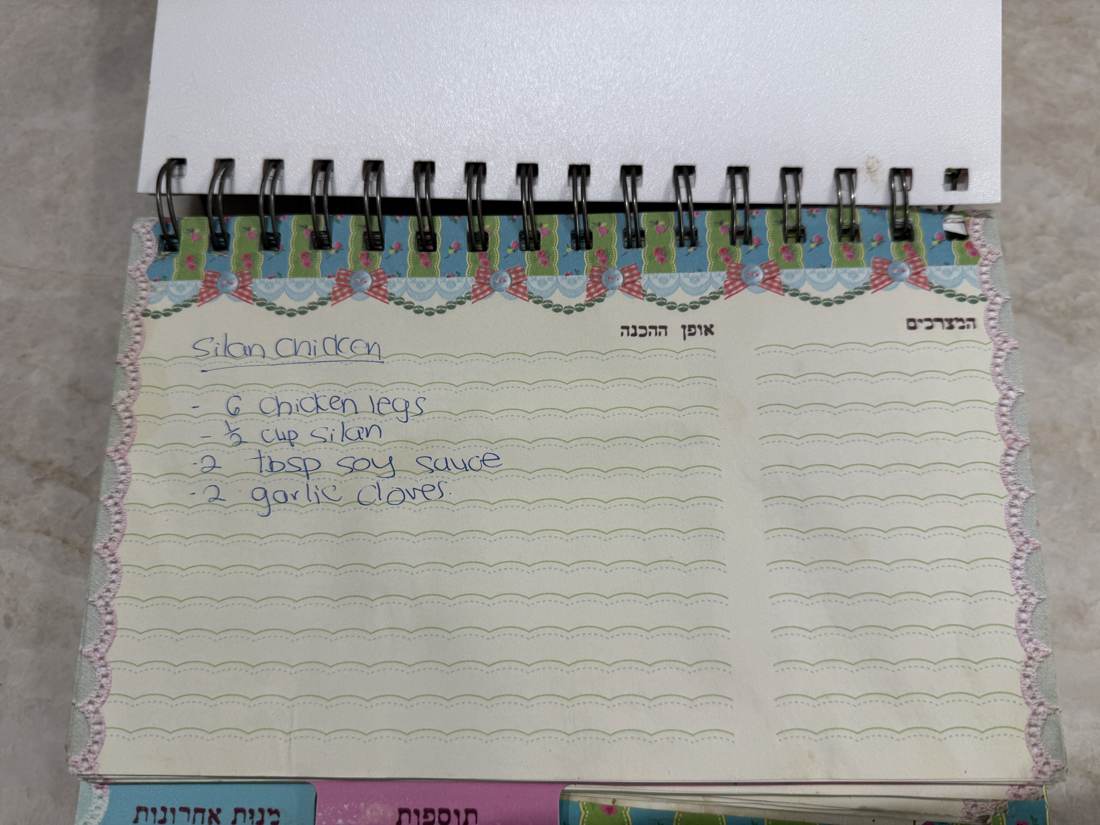 המצרכים
אופן ההכנה
Silan Chicken
- 6 chicken legs
- ½ cup silan
- 2 tbsp soy sauce
- 2 garlic cloves.
מנות אחרונות
תוספות